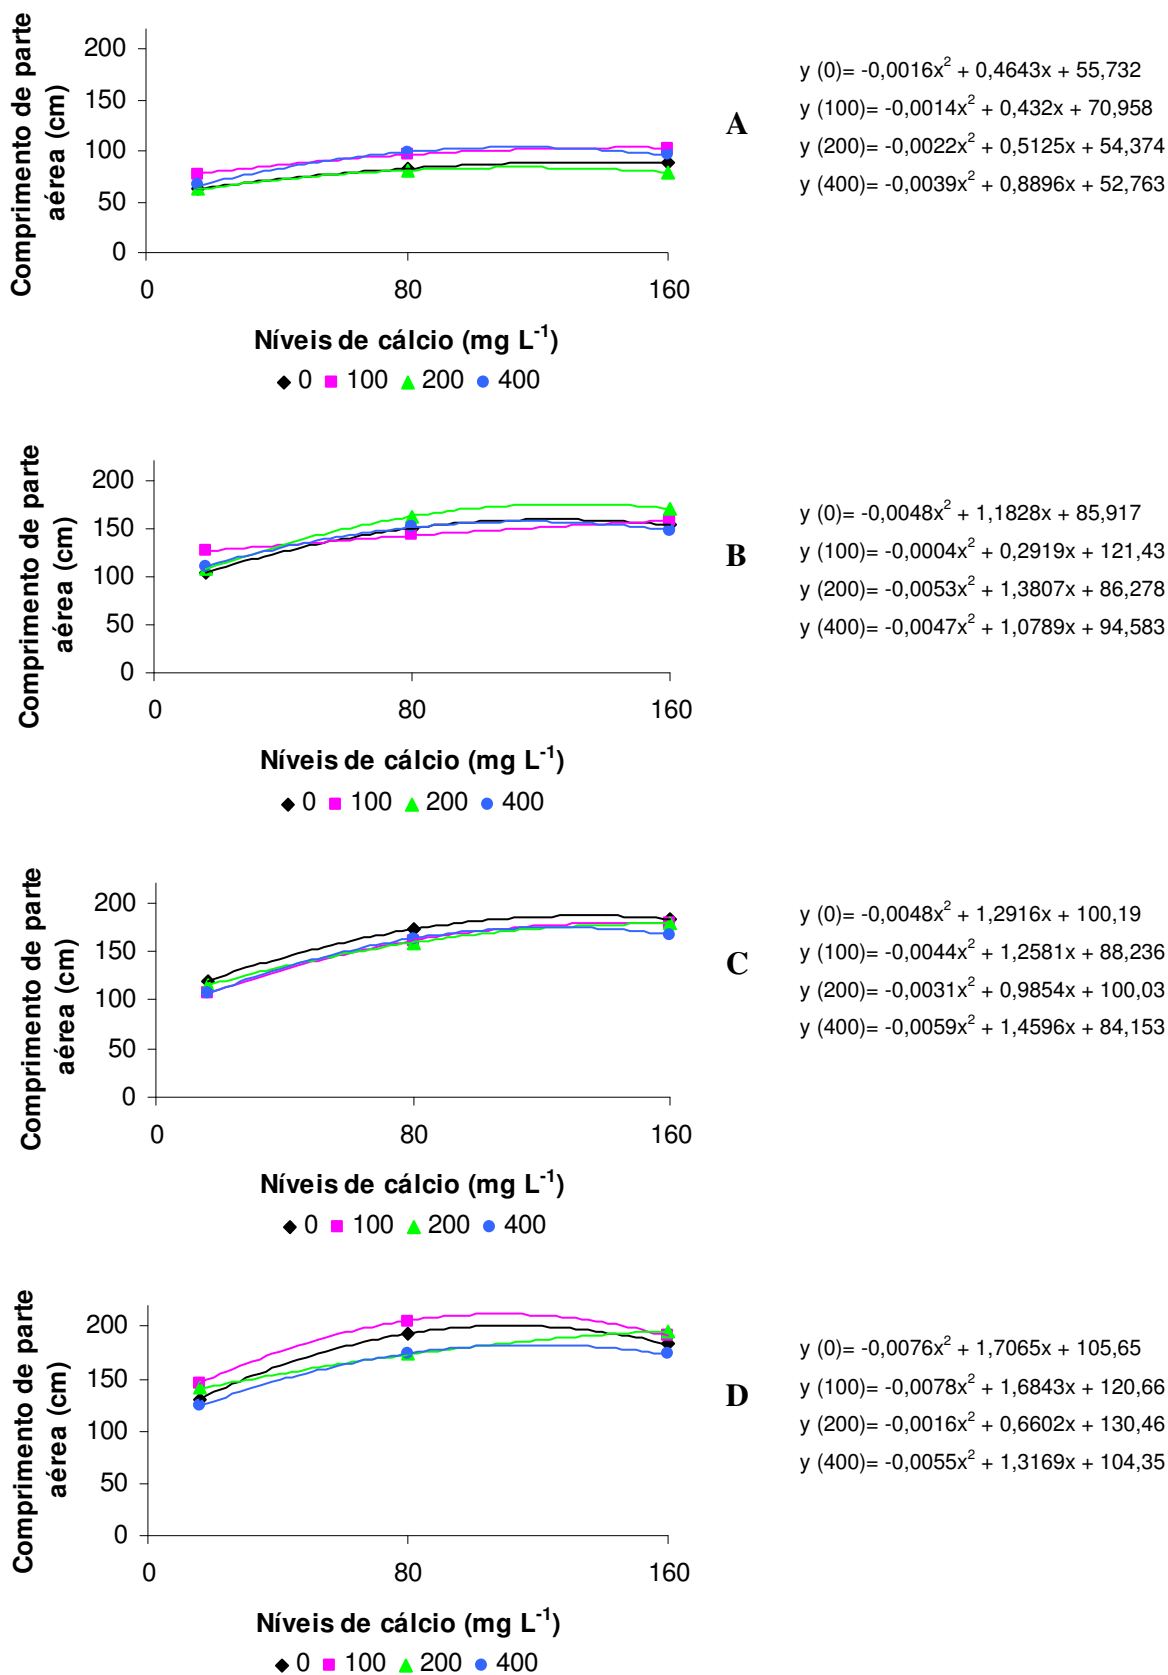 Comprimento de parte
aérea (cm)
200
150
100
50
0
0 80 160
Níveis de cálcio (mg L⁻¹)
0 100 200 400
A
y (0)= -0,0016x² + 0,4643x + 55,732
y (100)= -0,0014x² + 0,432x + 70,958
y (200)= -0,0022x² + 0,5125x + 54,374
y (400)= -0,0039x² + 0,8896x + 52,763
Comprimento de parte
aérea (cm)
200
150
100
50
0
0 80 160
Níveis de cálcio (mg L⁻¹)
0 100 200 400
B
y (0)= -0,0048x² + 1,1828x + 85,917
y (100)= -0,0004x² + 0,2919x + 121,43
y (200)= -0,0053x² + 1,3807x + 86,278
y (400)= -0,0047x² + 1,0789x + 94,583
Comprimento de parte
aérea (cm)
200
150
100
50
0
0 80 160
Níveis de cálcio (mg L⁻¹)
0 100 200 400
C
y (0)= -0,0048x² + 1,2916x + 100,19
y (100)= -0,0044x² + 1,2581x + 88,236
y (200)= -0,0031x² + 0,9854x + 100,03
y (400)= -0,0059x² + 1,4596x + 84,153
Comprimento de parte
aérea (cm)
200
150
100
50
0
0 80 160
Níveis de cálcio (mg L⁻¹)
0 100 200 400
D
y (0)= -0,0076x² + 1,7065x + 105,65
y (100)= -0,0078x² + 1,6843x + 120,66
y (200)= -0,0016x² + 0,6602x + 130,46
y (400)= -0,0055x² + 1,3169x + 104,35